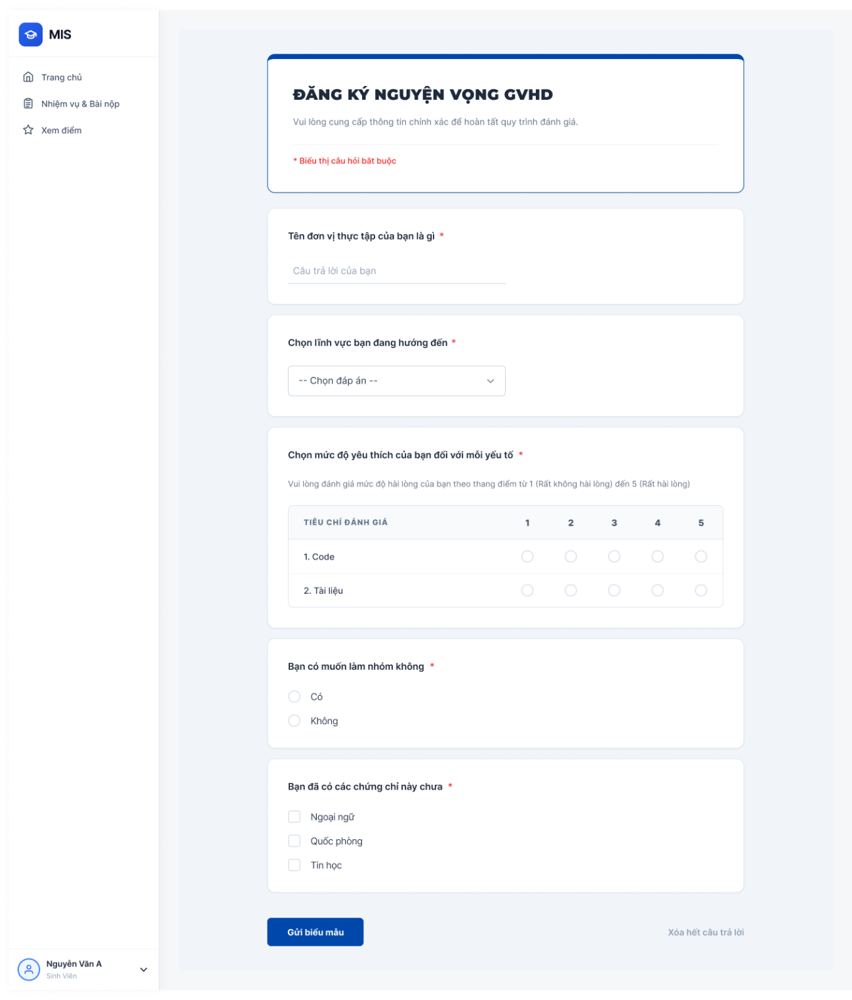 MIS
Trang chủ
Nhiệm vụ & Bài nộp
Xem điểm
ĐĂNG KÝ NGUYỆN VỌNG GVHD
Vui lòng cung cấp thông tin chính xác để hoàn tất quy trình đánh giá.
* Biểu thị câu hỏi bắt buộc
Tên đơn vị thực tập của bạn là gì *
Câu trả lời của bạn
Chọn lĩnh vực bạn đang hướng đến *
-- Chọn đáp án --
Chọn mức độ yêu thích của bạn đối với mỗi yếu tố *
Vui lòng đánh giá mức độ hài lòng của bạn theo thang điểm từ 1 (Rất không hài lòng) đến 5 (Rất hài lòng)
TIÊU CHÍ ĐÁNH GIÁ 1 2 3 4 5
1. Code
2. Tài liệu
Bạn có muốn làm nhóm không *
Có
Không
Bạn đã có các chứng chỉ này chưa *
Ngoại ngữ
Quốc phòng
Tin học
Gửi biểu mẫu
Xóa hết câu trả lời
Nguyễn Văn A
Sinh Viên